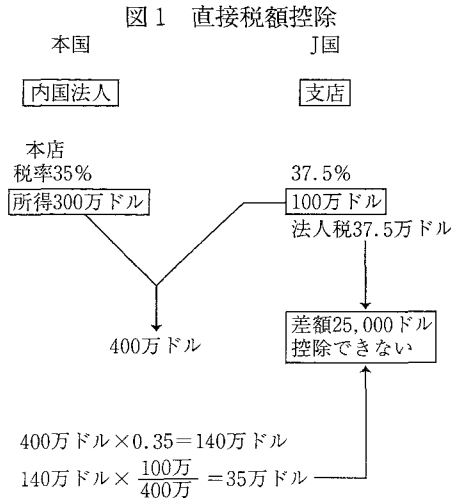 図1 直接税額控除
本国 J国
内国法人 支店
本店
税率35% 37.5%
所得300万ドル 100万ドル
法人税37.5万ドル
400万ドル
差額25,000ドル
控除できない
400万ドル×0.35=140万ドル
140万ドル×100万/400万=35万ドル